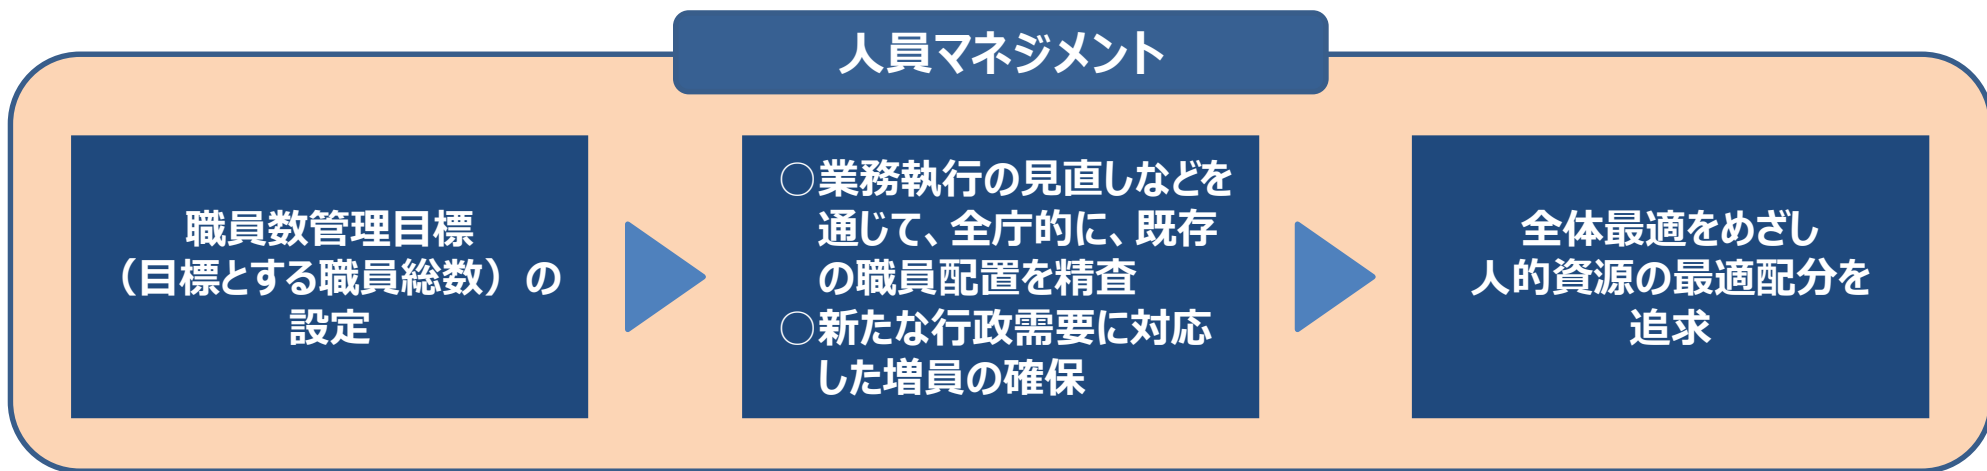 人員マネジメント
職員数管理目標
（目標とする職員総数）の
設定
○業務執行の見直しなどを
通じて、全庁的に、既存
の職員配置を精査
○新たな行政需要に対応
した増員の確保
全体最適をめざし
人的資源の最適配分を
追求